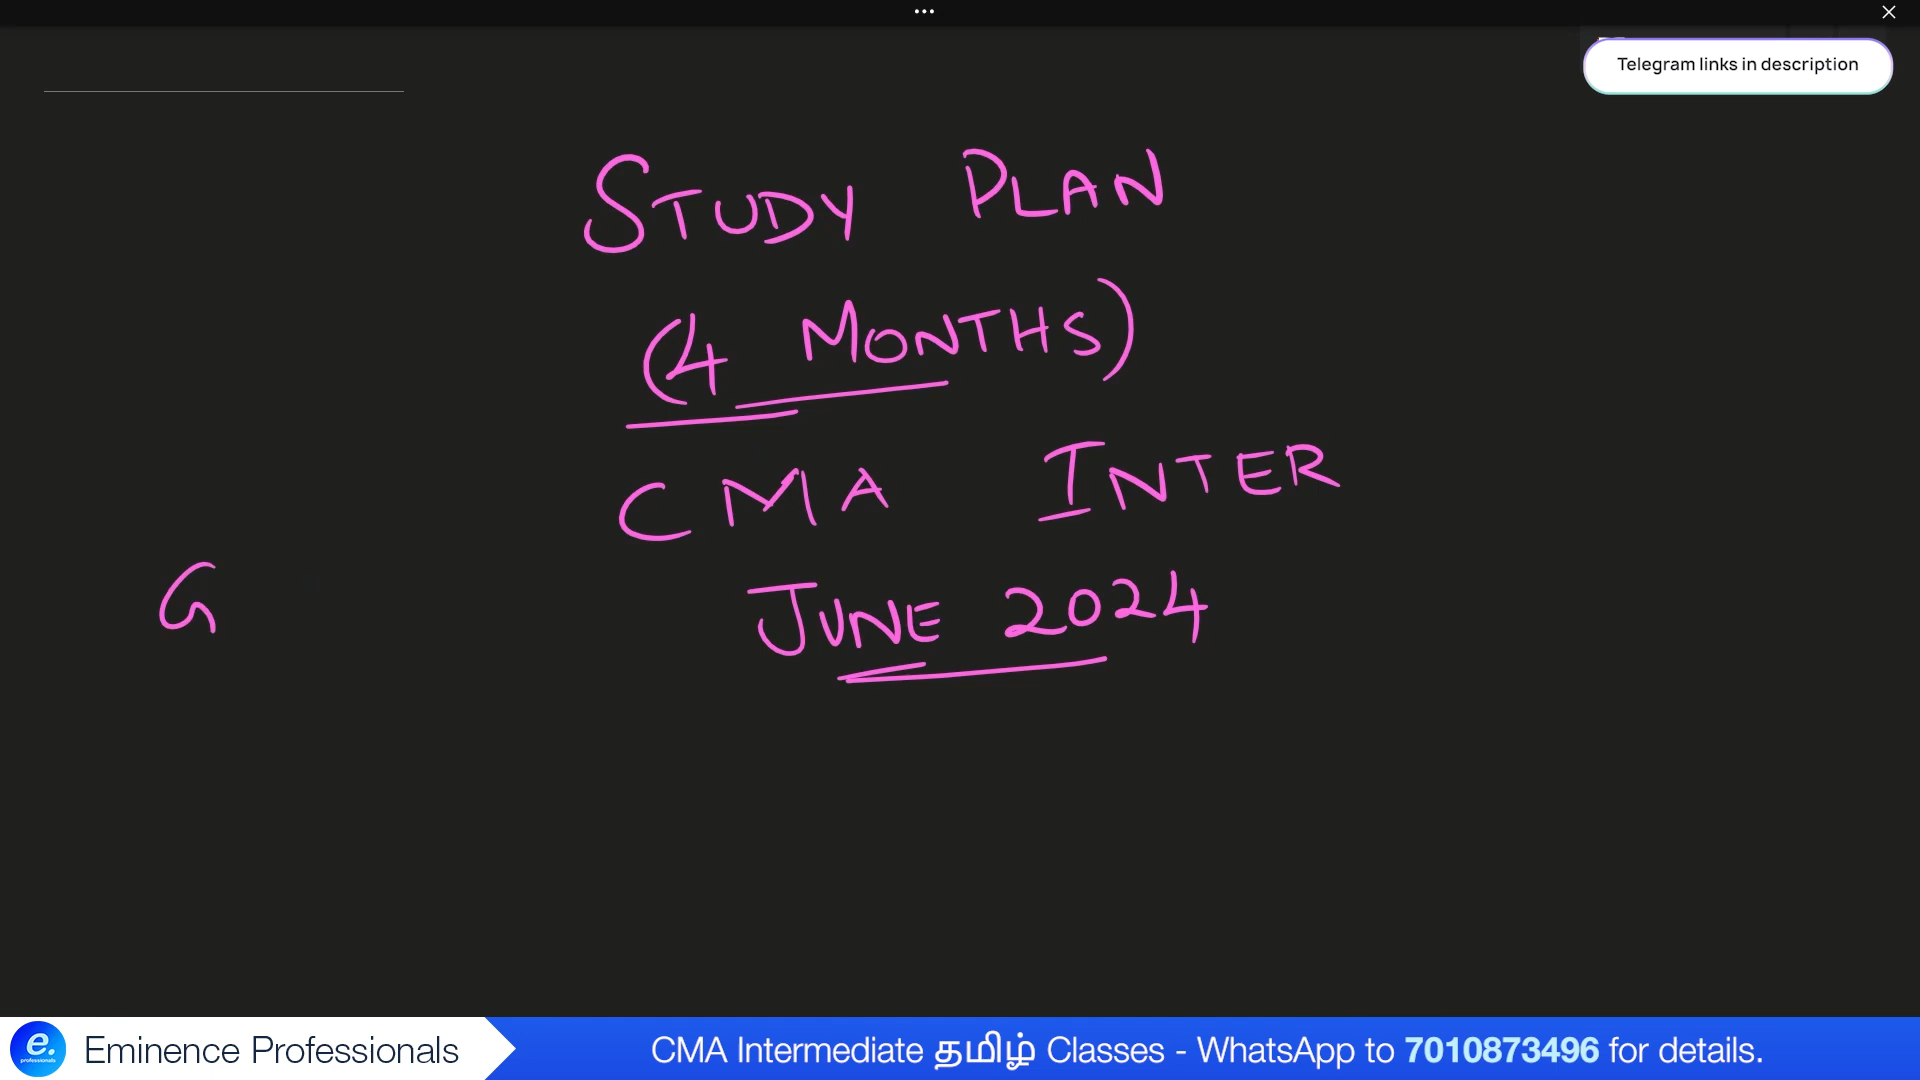 Telegram links in description
STUDY PLAN
(4 MONTHS)
CMA INTER
G
JUNE 2024
e.
professionals
Eminence Professionals
CMA Intermediate தமிழ் Classes - WhatsApp to 7010873496 for details.